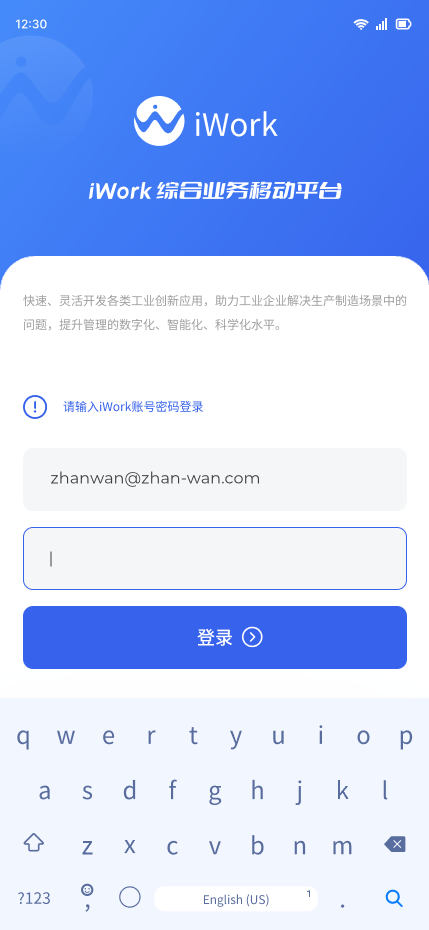 12:30
iWork
iWork 综合业务移动平台
快速、灵活开发各类工业创新应用，助力工业企业解决生产制造场景中的
问题，提升管理的数字化、智能化、科学化水平。
请输入iWork账号密码登录
zhanwan@zhan-wan.com
登录
q w e r t y u i o p
a s d f g h j k l
z x c v b n m
?123 , English (US) 1 .